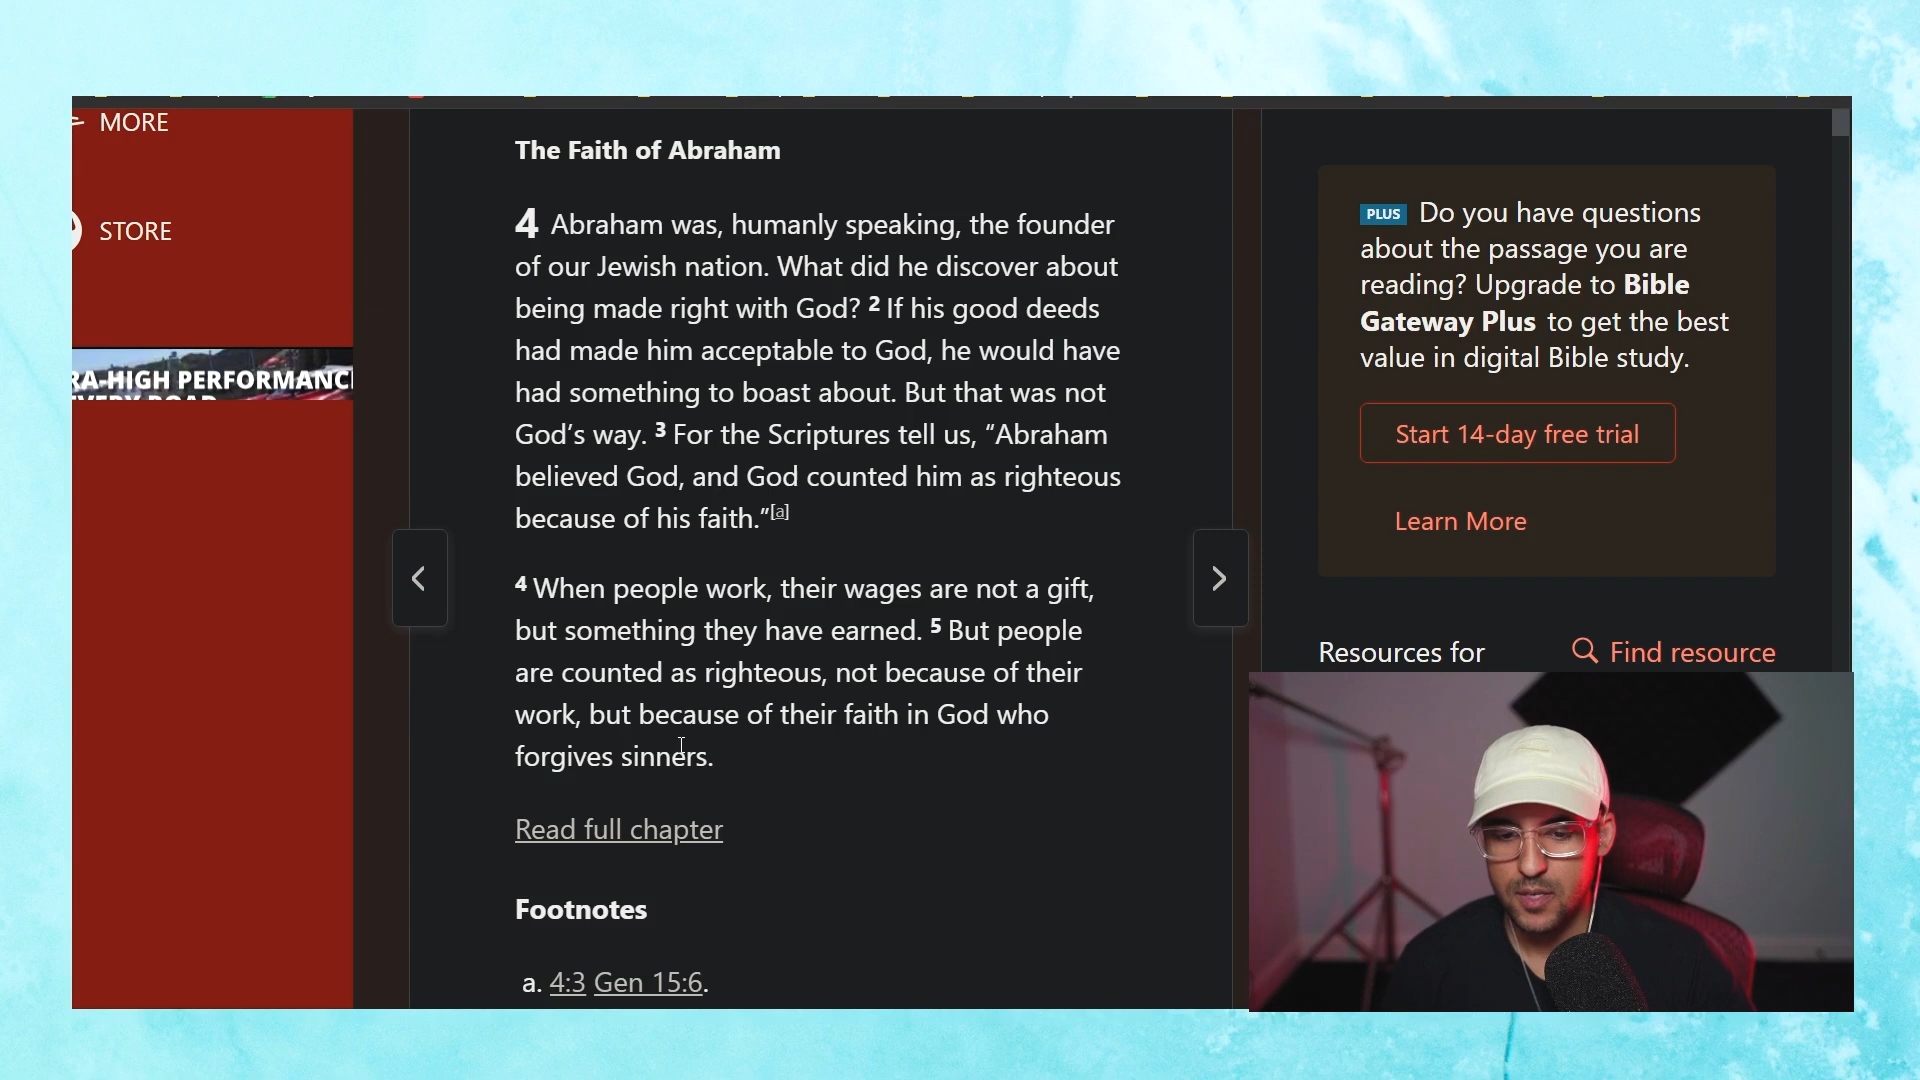 MORE
STORE
RA-HIGH PERFORMANC
EVERY ROAD
The Faith of Abraham
4 Abraham was, humanly speaking, the founder
of our Jewish nation. What did he discover about
being made right with God? 2 If his good deeds
had made him acceptable to God, he would have
had something to boast about. But that was not
God’s way. 3 For the Scriptures tell us, “Abraham
believed God, and God counted him as righteous
because of his faith.”[a]
4 When people work, their wages are not a gift,
but something they have earned. 5 But people
are counted as righteous, not because of their
work, but because of their faith in God who
forgives sinners.
Read full chapter
Footnotes
a. 4:3 Gen 15:6.
PLUS Do you have questions
about the passage you are
reading? Upgrade to Bible
Gateway Plus to get the best
value in digital Bible study.
Start 14-day free trial
Learn More
Resources for
Find resource